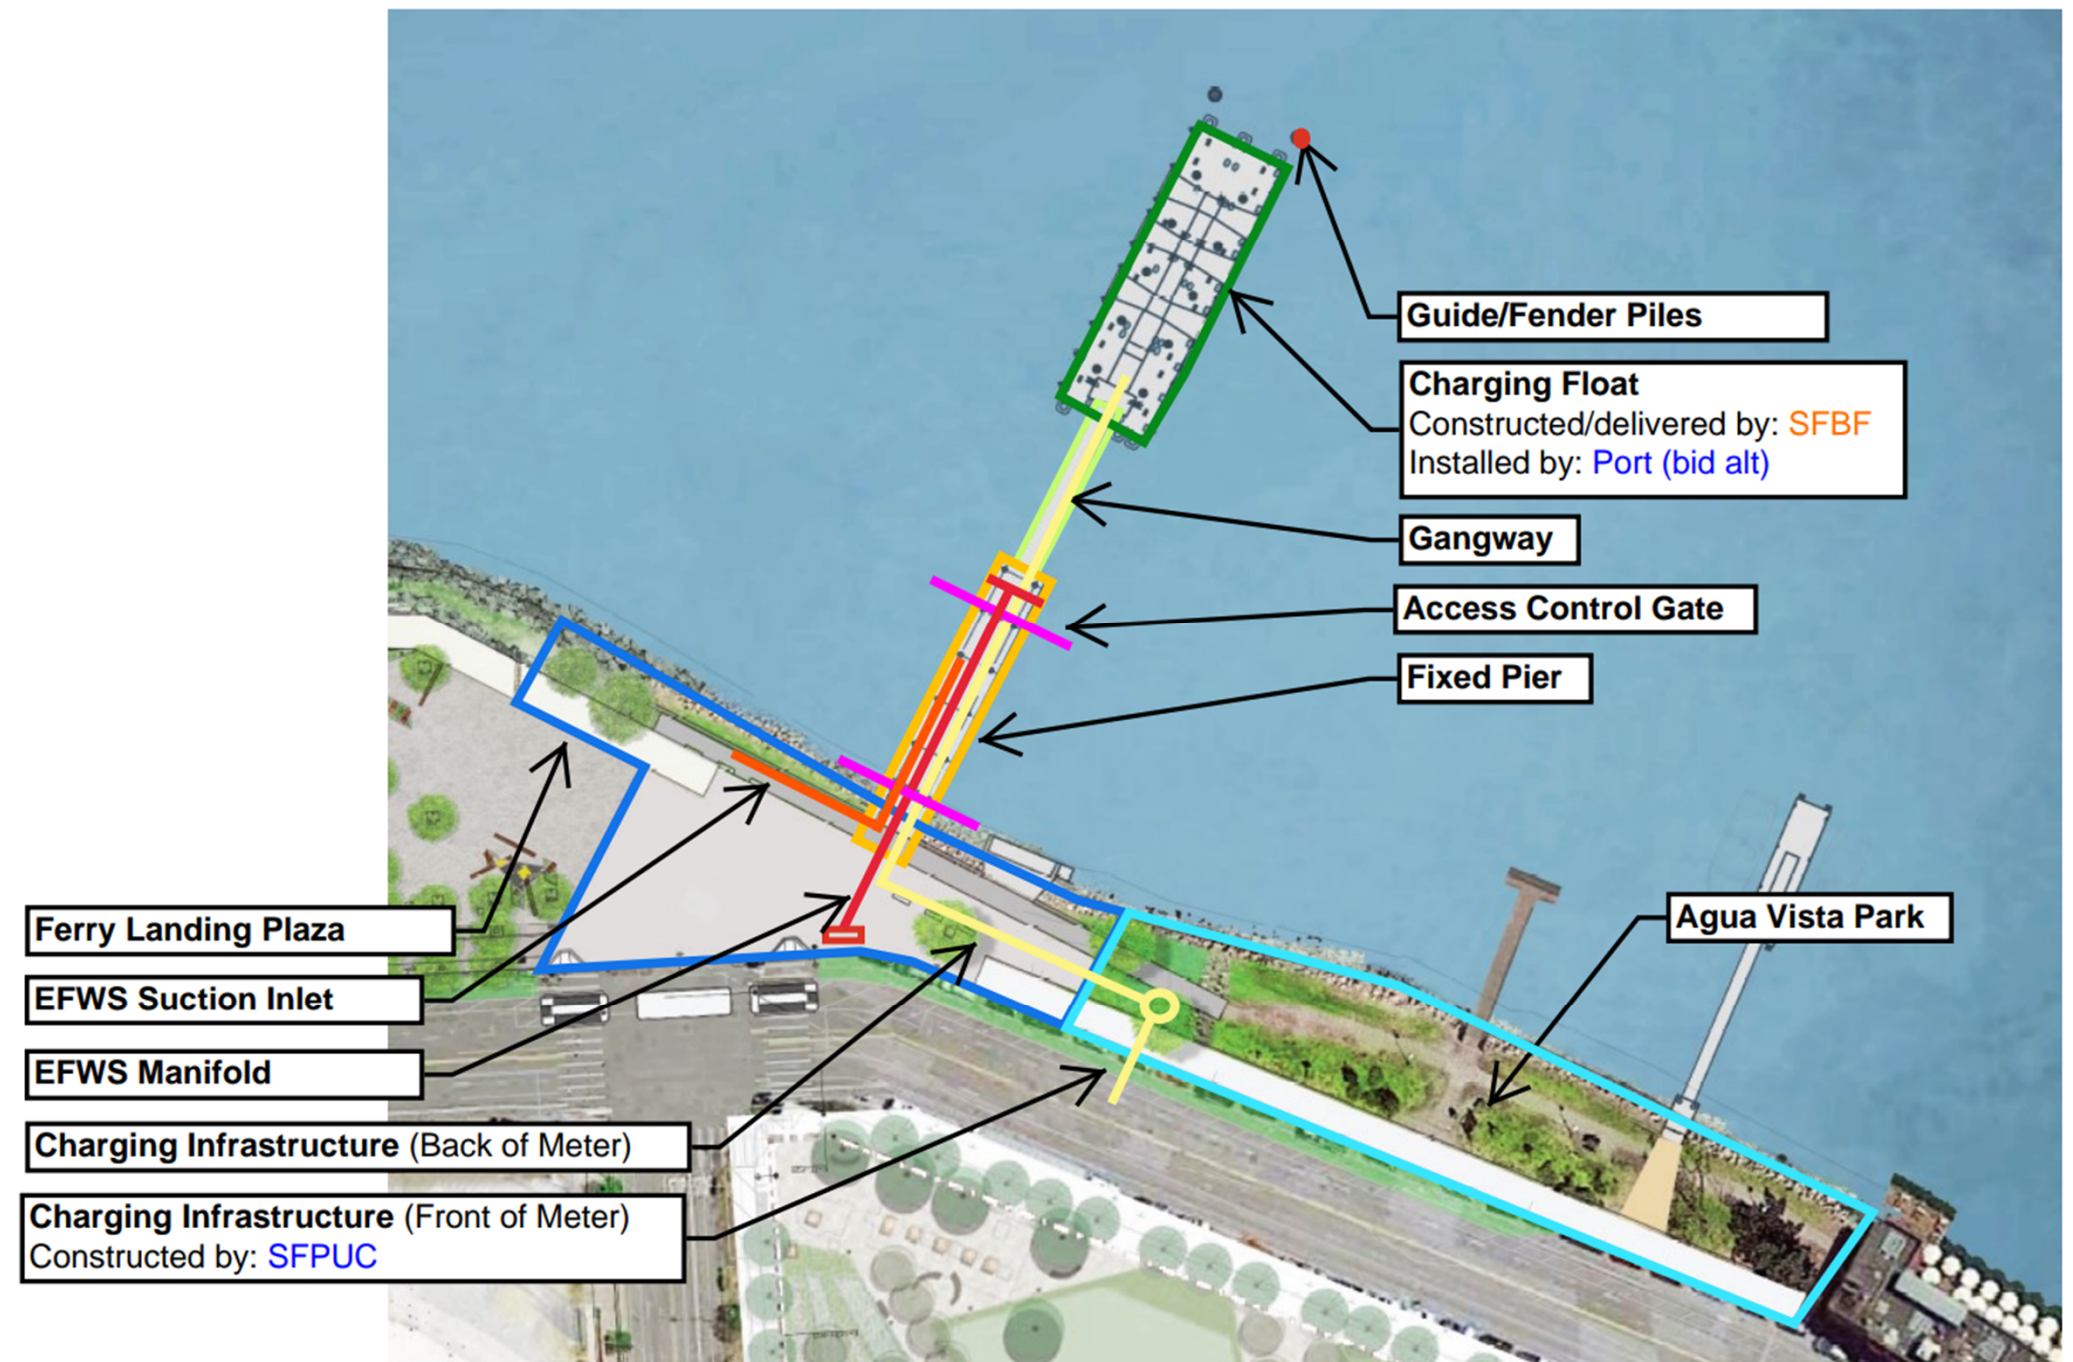 Guide/Fender Piles
Charging Float
Constructed/delivered by: SFBF
Installed by: Port (bid alt)
Gangway
Access Control Gate
Fixed Pier
Agua Vista Park
Ferry Landing Plaza
EFWS Suction Inlet
EFWS Manifold
Charging Infrastructure (Back of Meter)
Charging Infrastructure (Front of Meter)
Constructed by: SFPUC